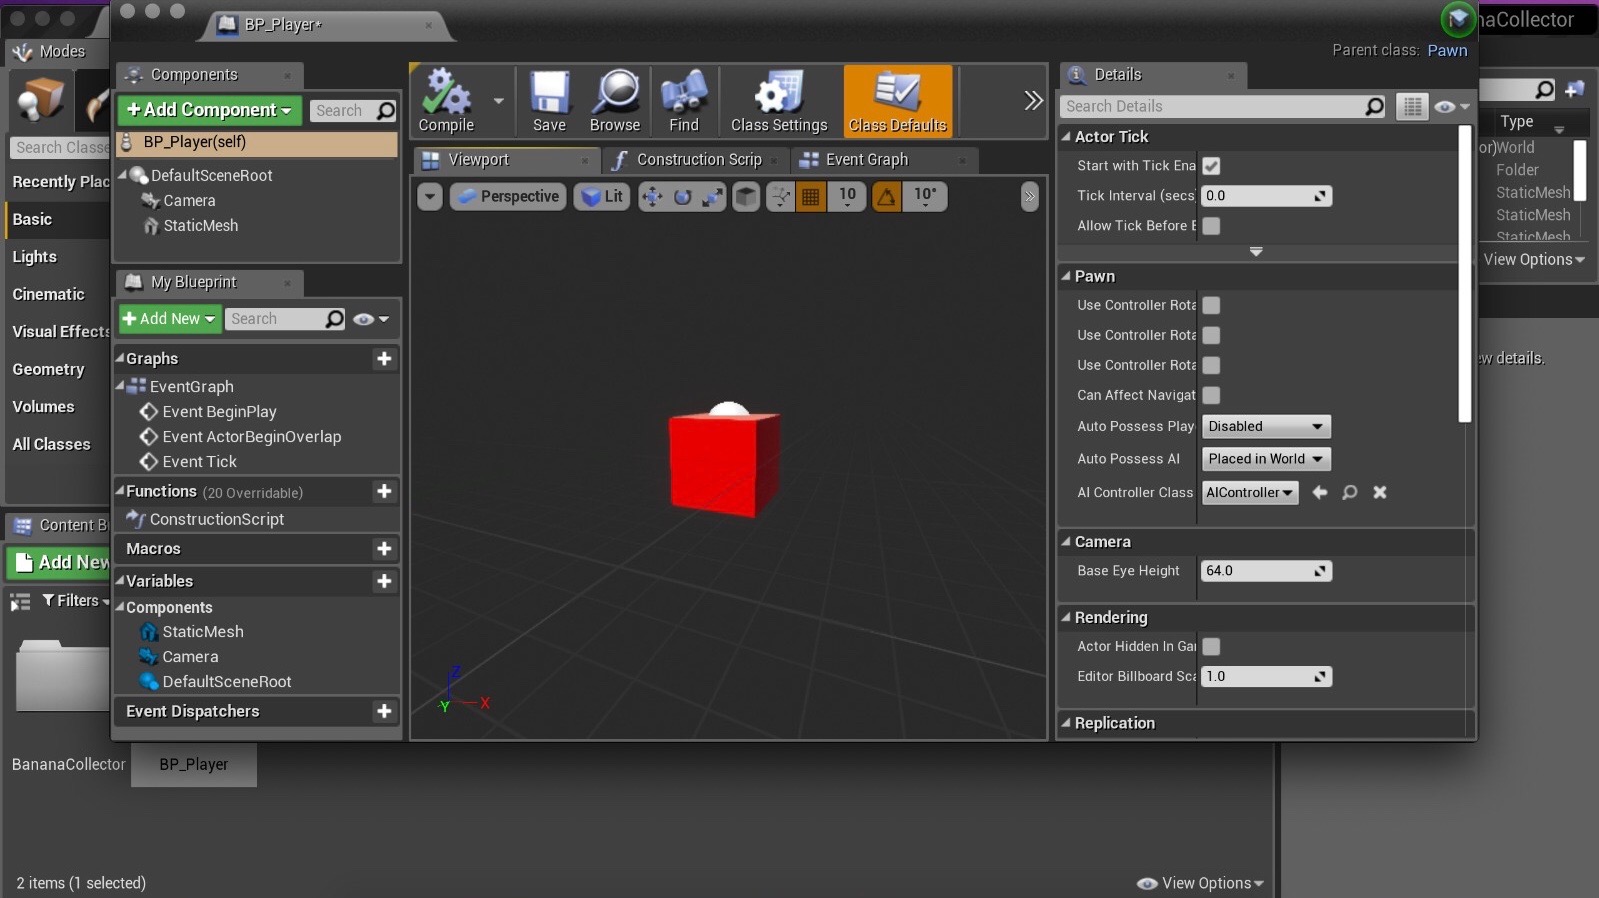 BP_Player*
naCollector
Parent class: Pawn
Modes
Components
Details
+Add Component
Search
Compile
Save
Browse
Find
Class Settings
Class Defaults
Search Details
Type
Search Classe
BP_Player(self)
Actor Tick
Viewport
Construction Scrip
Event Graph
Start with Tick Ena
World
Folder
StaticMesh
StaticMesh
StaticMesh
View Options
Recently Plac
DefaultSceneRoot
Camera
StaticMesh
Perspective
Lit
10
10°
Tick Interval (secs
0.0
Allow Tick Before E
Basic
Lights
Cinematic
Visual Effects
Geometry
Volumes
All Classes
My Blueprint
+Add New
Search
Pawn
Use Controller Rota
Use Controller Rota
Use Controller Rota
Can Affect Navigat
Auto Possess Play
Disabled
Auto Possess AI
Placed in World
AI Controller Class
AIController
ew details.
Graphs
EventGraph
Event BeginPlay
Event ActorBeginOverlap
Event Tick
Functions (20 Overridable)
ConstructionScript
Macros
Variables
Components
StaticMesh
Camera
DefaultSceneRoot
Event Dispatchers
Camera
Base Eye Height
64.0
Rendering
Actor Hidden In Gar
Editor Billboard Sca
1.0
Replication
Z
X
Y
Content B
Add New
Filters
BananaCollector
BP_Player
2 items (1 selected)
View Options